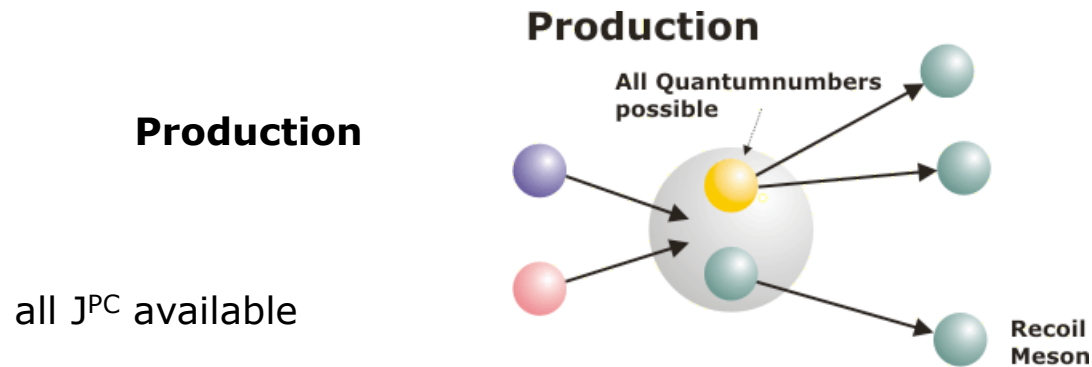 Production
All Quantumnumbers
possible
Production
all J^PC available
Recoil
Meson